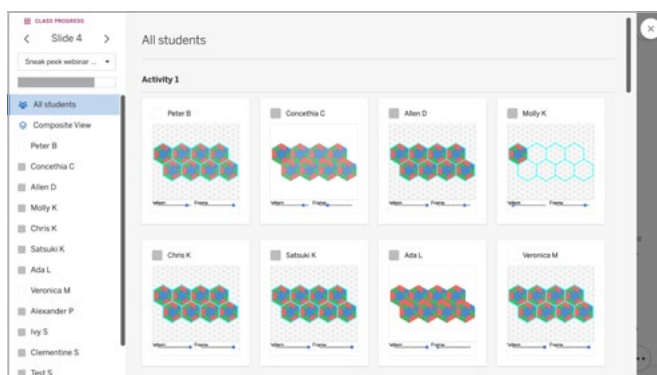 CLASS PROGRESS
Slide 4
Sneak peek webinar ...
All students
Composite View
Peter B
Concethia C
Allen D
Molly K
Chris K
Satsuki K
Ada L
Veronica M
Alexander P
Ivy S
Clementine S
Test S
All students
Activity 1
Peter B
Concethia C
Allen D
Molly K
Chris K
Satsuki K
Ada L
Veronica M